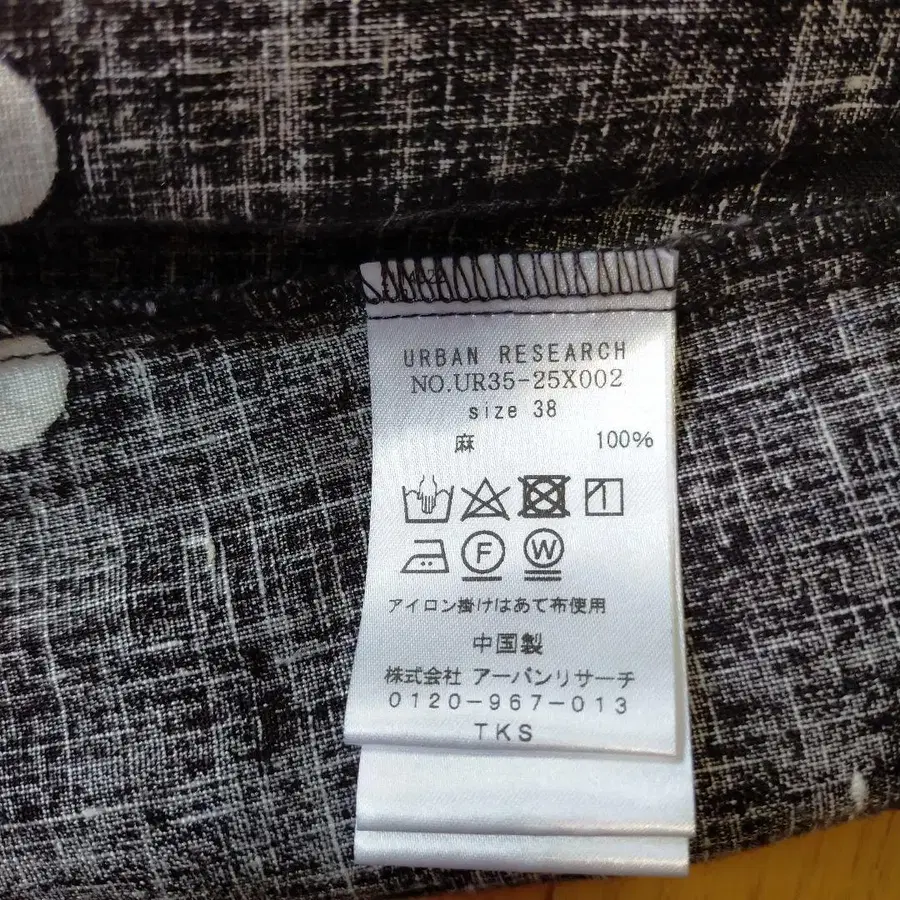 URBAN RESEARCH
NO.UR35-25X002
size 38
麻 100%
F W
アイロン掛けはあて布使用
中国製
株式会社 アーバンリサーチ
0120-967-013
TKS